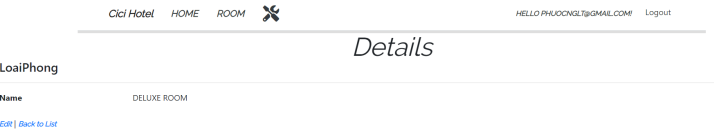 Cici Hotel HOME ROOM HELLO PHUOCNGLT@GMAIL.COM! Logout
Details
LoaiPhong
Name DELUXE ROOM
Edit | Back to List